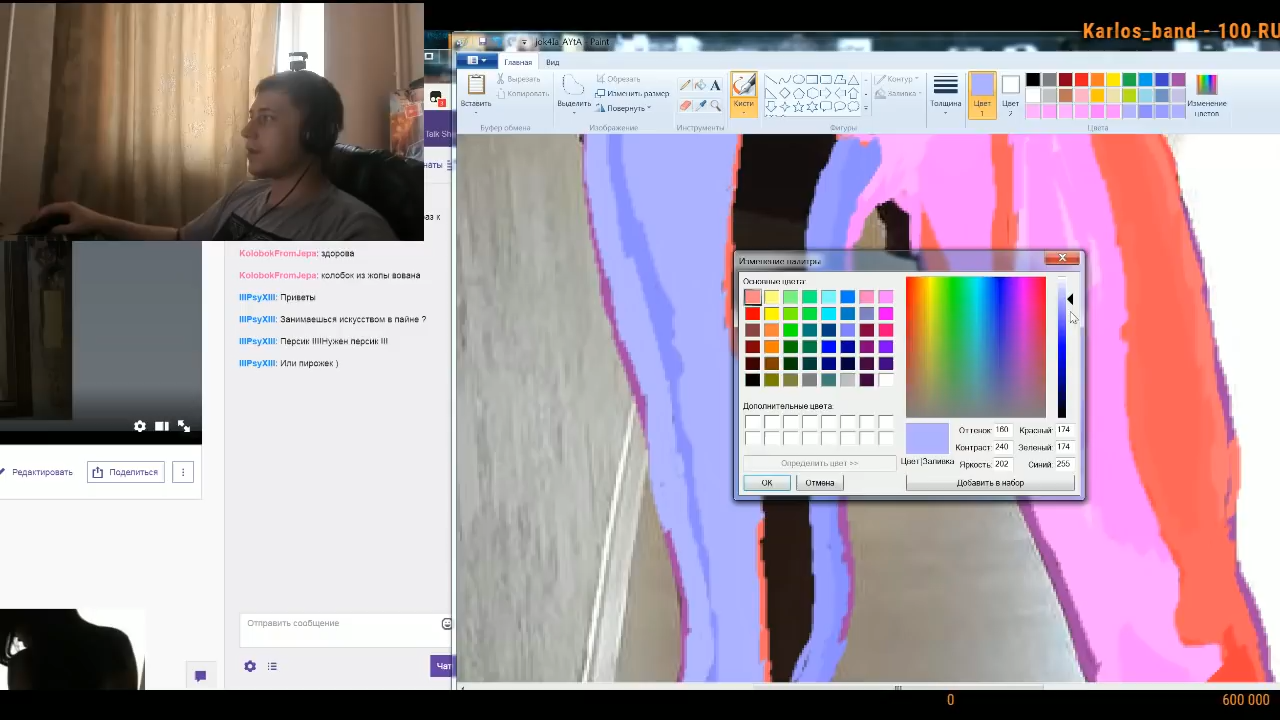 Karlos_band - 100 RU
jok4la_AYtA - Paint
Главная
Вид
Вставить
Вырезать
Копировать
Буфер обмена
Выделить
Обрезать
Изменить размер
Повернуть
Изображение
Инструменты
Кисти
Фигуры
Контур
Заливка
Толщина
Цвет
1
Цвет
2
Изменение
цветов
Цвета
Talk Sh
наты
аз к
KolobokFromJepa: здорова
KolobokFromJepa: колобок из жопы вована
IIIPsyXIII: Приветы
IIIPsyXIII: Занимаешься искусством в пайне ?
IIIPsyXIII: Персик !!!!Нужен персик !!!
IIIPsyXIII: Или пирожек )
Редактировать
Поделиться
Отправить сообщение
Чат
Изменение палитры
Основные цвета:
Дополнительные цвета:
Определить цвет >>
ОК
Отмена
Цвет|Заливка
Оттенок: 160
Красный: 174
Контраст: 240
Зеленый: 174
Яркость: 202
Синий: 255
Добавить в набор
0
600 000